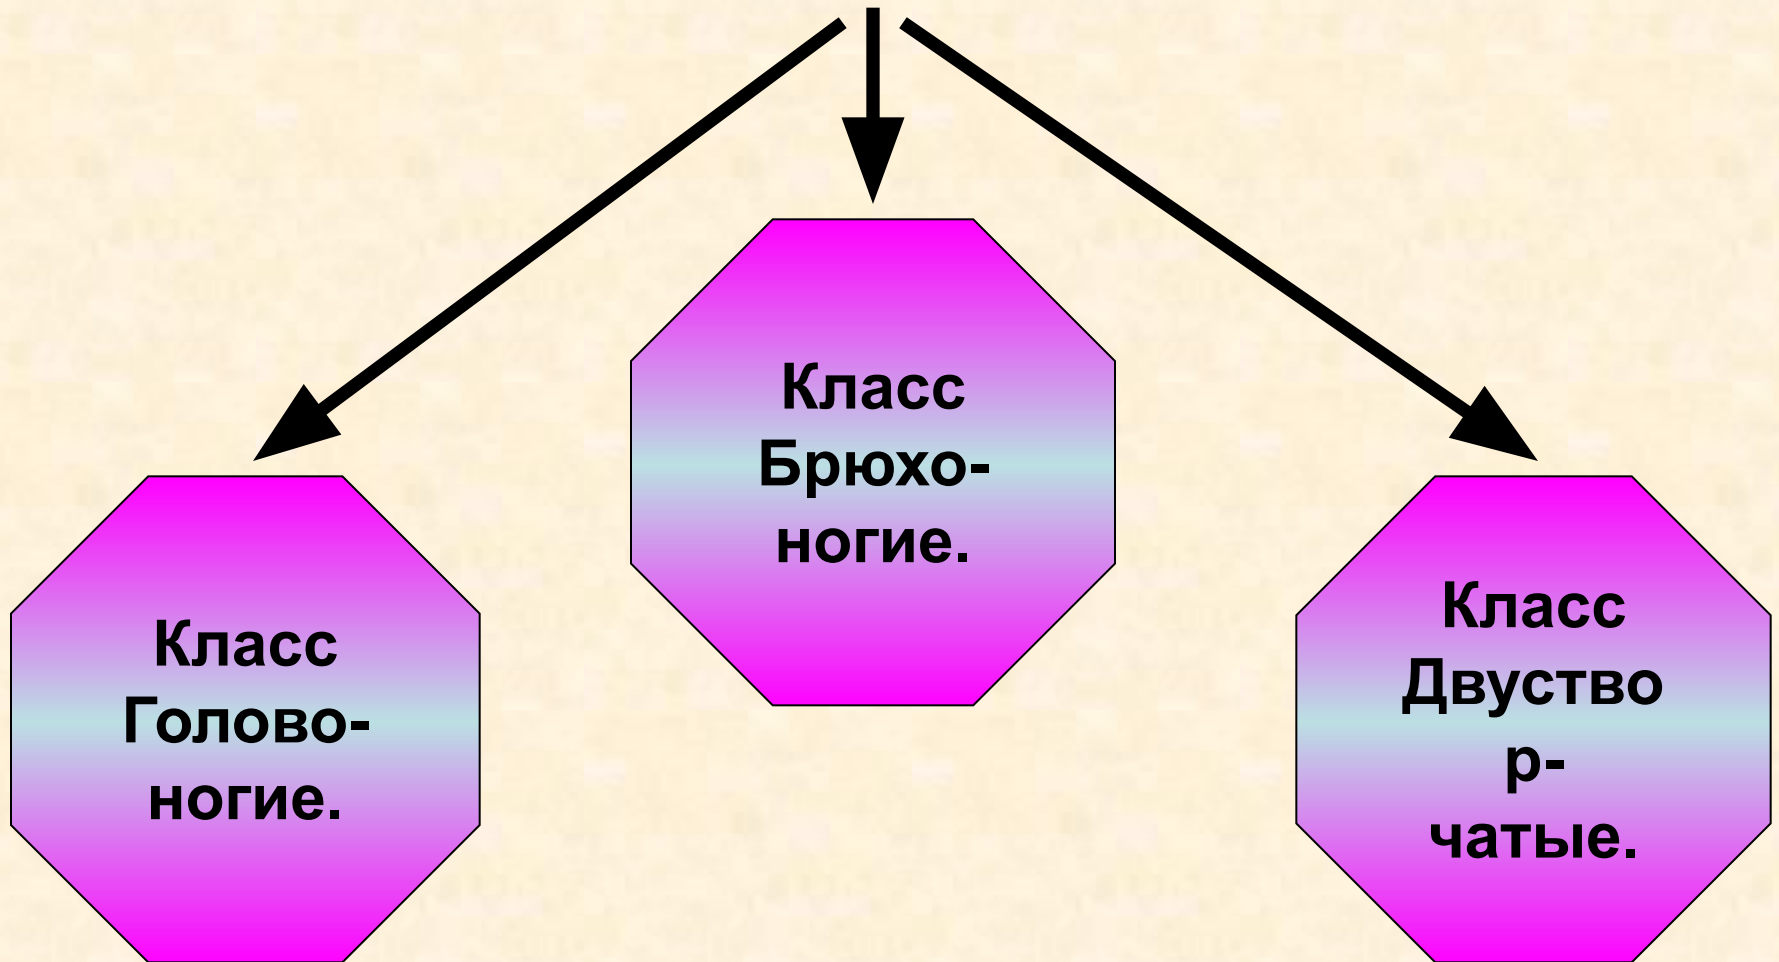 Класс
Брюхо-
ногие.
Класс
Голово-
ногие.
Класс
Двуство
р-
чатые.